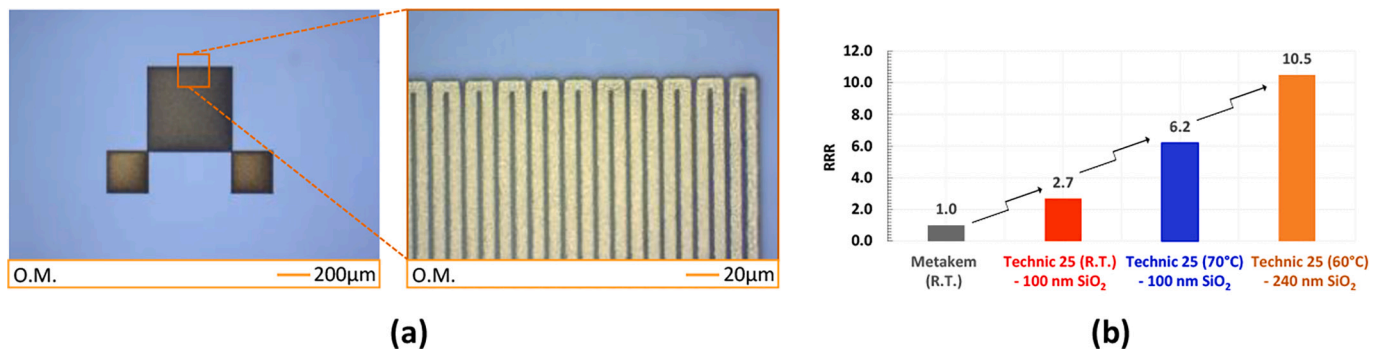 O.M.
200µm
O.M.
20µm
(a)
RRR
12.0
10.0
8.0
6.0
4.0
2.0
0.0
1.0
2.7
6.2
10.5
Metakem
(R.T.)
Technic 25 (R.T.)
- 100 nm SiO₂
Technic 25 (70°C)
- 100 nm SiO₂
Technic 25 (60°C)
- 240 nm SiO₂
(b)